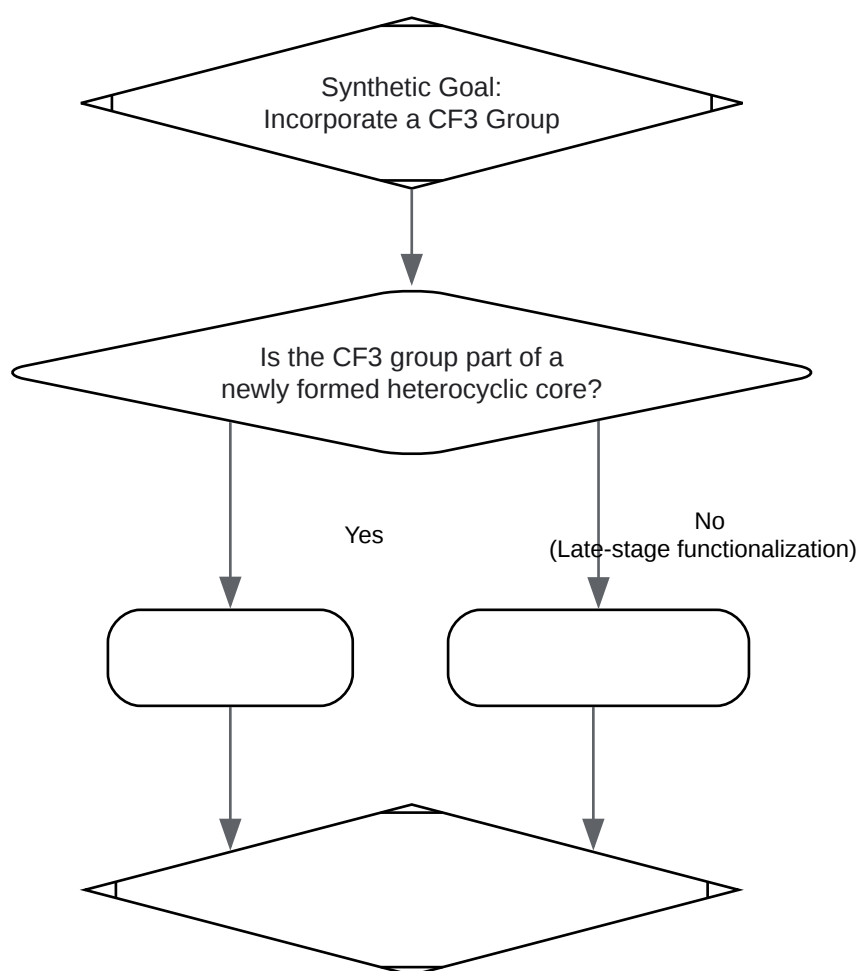 Synthetic Goal:
Incorporate a CF3 Group
Is the CF3 group part of a
newly formed heterocyclic core?
Yes
No
(Late-stage functionalization)